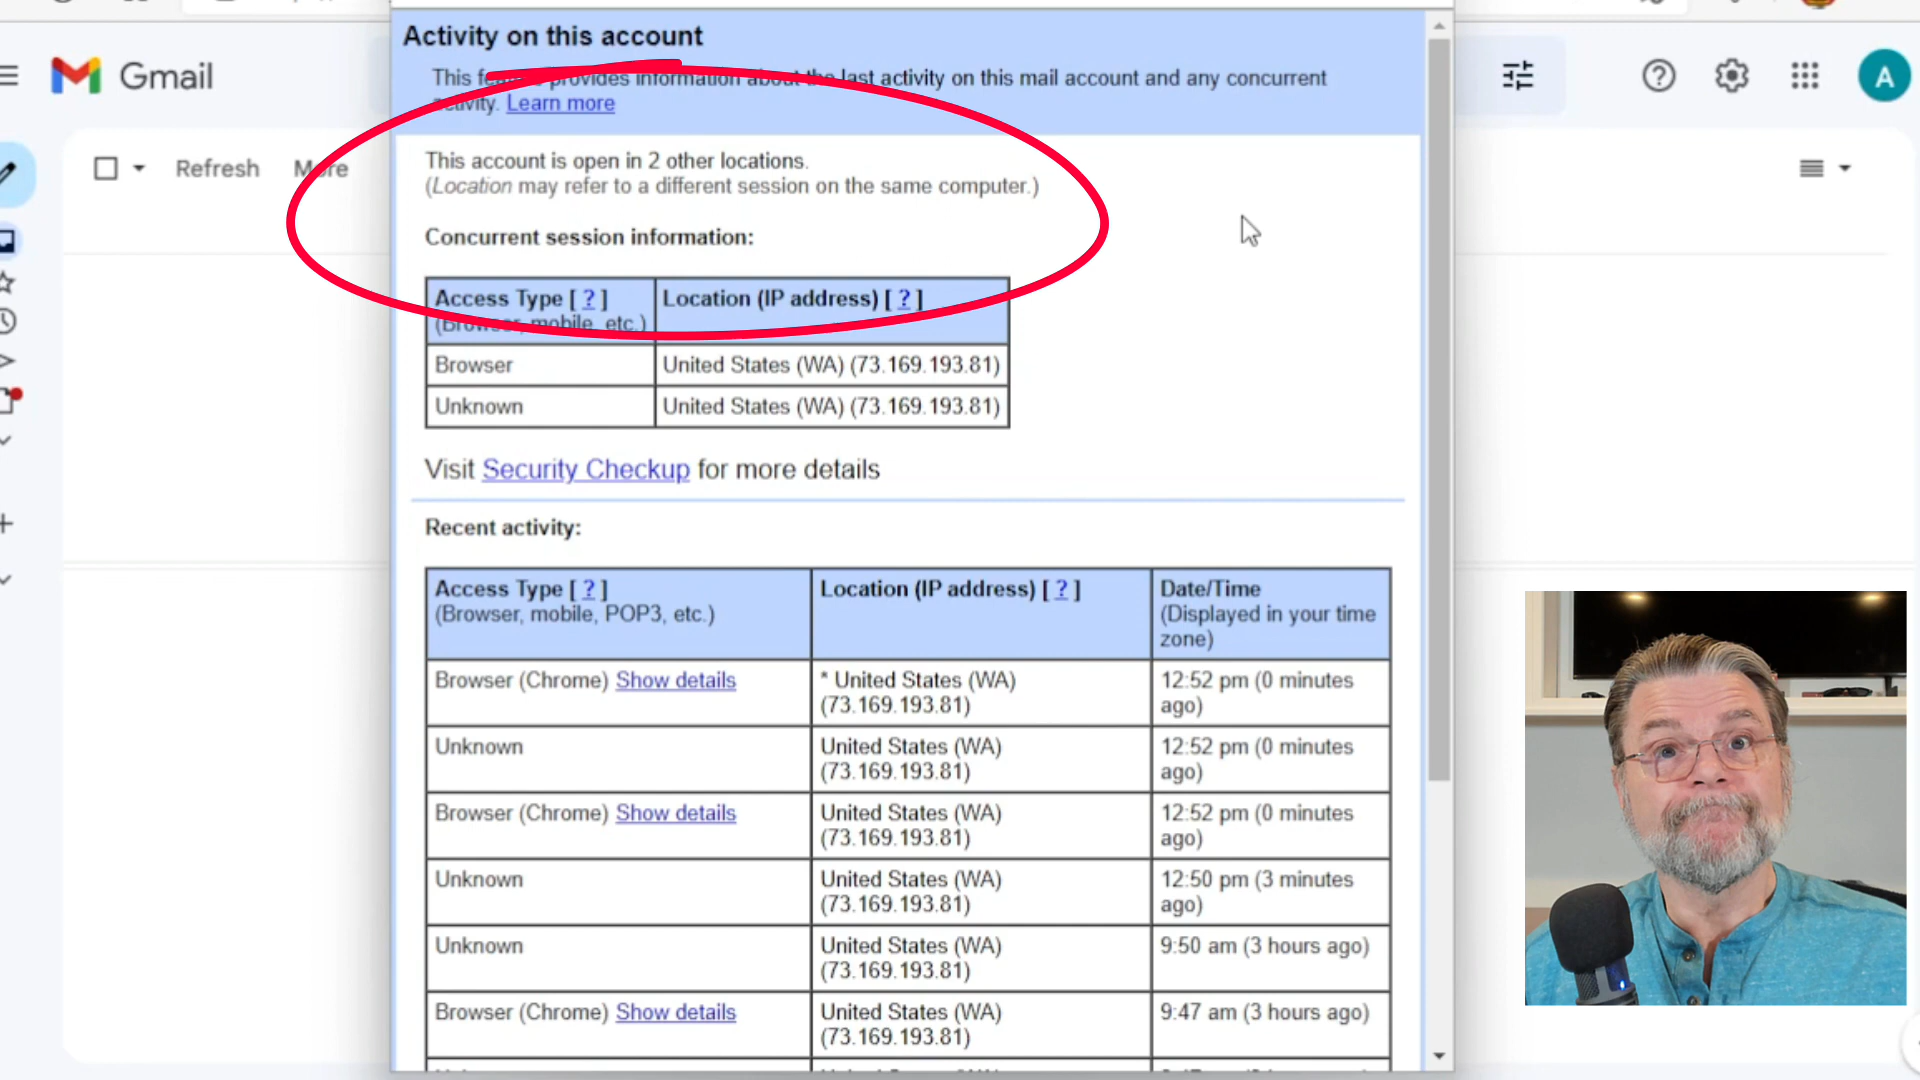 Activity on this account
This feature provides information about the last activity on this mail account and any concurrent
activity. Learn more
Gmail
A
Refresh More
This account is open in 2 other locations.
(Location may refer to a different session on the same computer.)
Concurrent session information:
Access Type [ ? ]
(Browser, mobile, etc.)
Location (IP address) [ ? ]
Browser United States (WA) (73.169.193.81)
Unknown United States (WA) (73.169.193.81)
Visit Security Checkup for more details
Recent activity:
Access Type [ ? ]
(Browser, mobile, POP3, etc.)
Location (IP address) [ ? ]
Date/Time
(Displayed in your time
zone)
Browser (Chrome) Show details
* United States (WA)
(73.169.193.81)
12:52 pm (0 minutes
ago)
Unknown
United States (WA)
(73.169.193.81)
12:52 pm (0 minutes
ago)
Browser (Chrome) Show details
United States (WA)
(73.169.193.81)
12:52 pm (0 minutes
ago)
Unknown
United States (WA)
(73.169.193.81)
12:50 pm (3 minutes
ago)
Unknown
United States (WA)
(73.169.193.81)
9:50 am (3 hours ago)
Browser (Chrome) Show details
United States (WA)
(73.169.193.81)
9:47 am (3 hours ago)